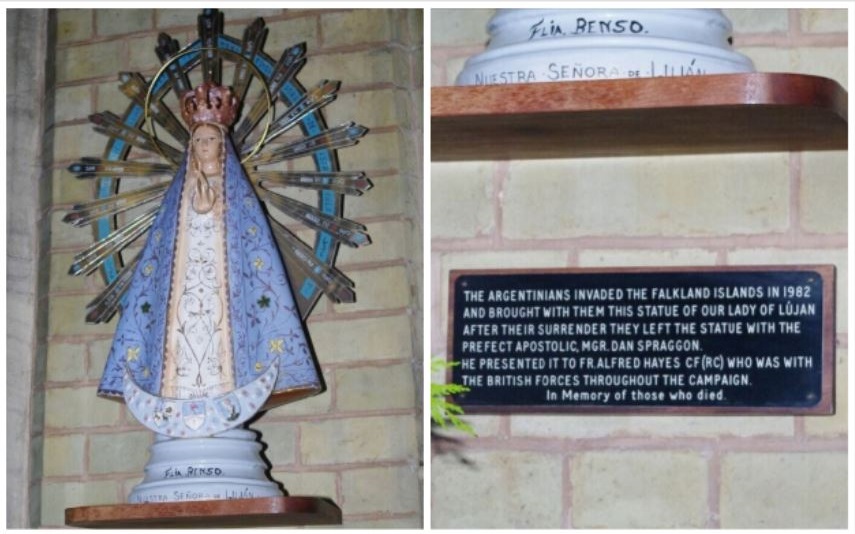 FLIA. RENSO.
NUESTRA SEÑORA DE LUJÁN
FLIA. RENSO.
NUESTRA SEÑORA DE LUJÁN
THE ARGENTINIANS INVADED THE FALKLAND ISLANDS IN 1982
AND BROUGHT WITH THEM THIS STATUE OF OUR LADY OF LÛJAN
AFTER THEIR SURRENDER THEY LEFT THE STATUE WITH THE
PREFECT APOSTOLIC, MGR. DAN SPRAGGON.
HE PRESENTED IT TO FR. ALFRED HAYES CF(RC) WHO WAS WITH
THE BRITISH FORCES THROUGHOUT THE CAMPAIGN.
In Memory of those who died.